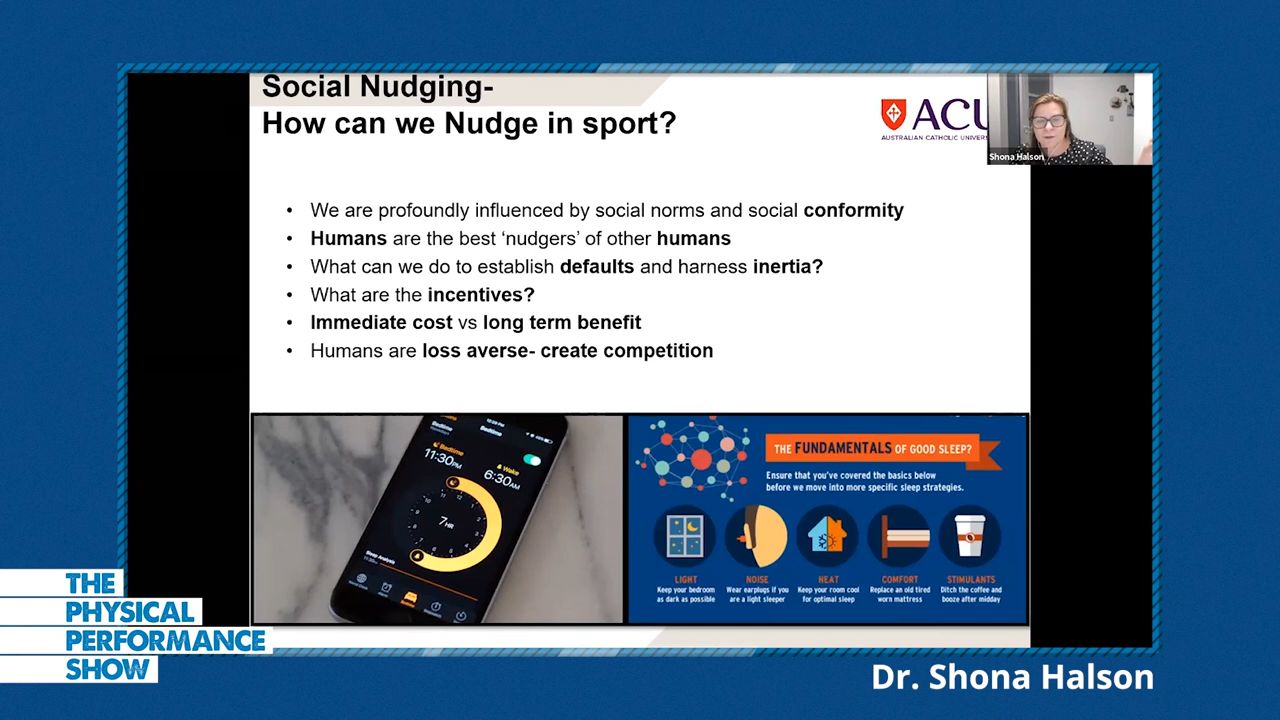 Social Nudging-
How can we Nudge in sport?
ACU
AUSTRALIAN CATHOLIC UNIVERS
Shona Halson
• We are profoundly influenced by social norms and social conformity
• Humans are the best ‘nudgers’ of other humans
• What can we do to establish defaults and harness inertia?
• What are the incentives?
• Immediate cost vs long term benefit
• Humans are loss averse- create competition
Bedtime
Bedtime
11:30PM
Wake
6:30AM
7HR
Sleep Analysis
THE FUNDAMENTALS OF GOOD SLEEP?
Ensure that you've covered the basics below
before we move into more specific sleep strategies.
LIGHT
Keep your bedroom
as dark as possible
NOISE
Wear earplugs if you
are a light sleeper
HEAT
Keep your room cool
for optimal sleep
COMFORT
Replace an old tired
worn mattress
STIMULANTS
Ditch the coffee and
booze after midday
THE
PHYSICAL
PERFORMANCE
SHOW
Dr. Shona Halson